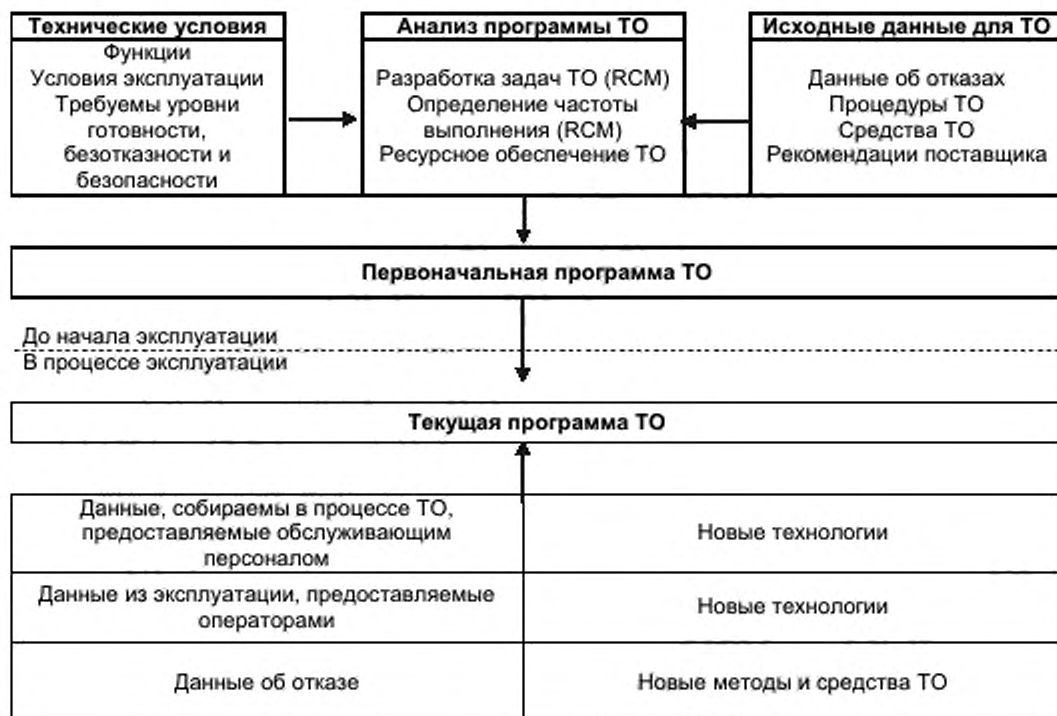 Технические условия
Функции
Условия эксплуатации
Требуемы уровни
готовности,
безотказности и
безопасности
Анализ программы ТО
Разработка задач ТО (RCM)
Определение частоты
выполнения (RCM)
Ресурсное обеспечение ТО
Исходные данные для ТО
Данные об отказах
Процедуры ТО
Средства ТО
Рекомендации поставщика
Первоначальная программа ТО
До начала эксплуатации
В процессе эксплуатации
Текущая программа ТО
Данные, собираемы в процессе ТО,
предоставляемые обслуживающим
персоналом
Новые технологии
Данные из эксплуатации, предоставляемые
операторами
Новые технологии
Данные об отказе
Новые методы и средства ТО